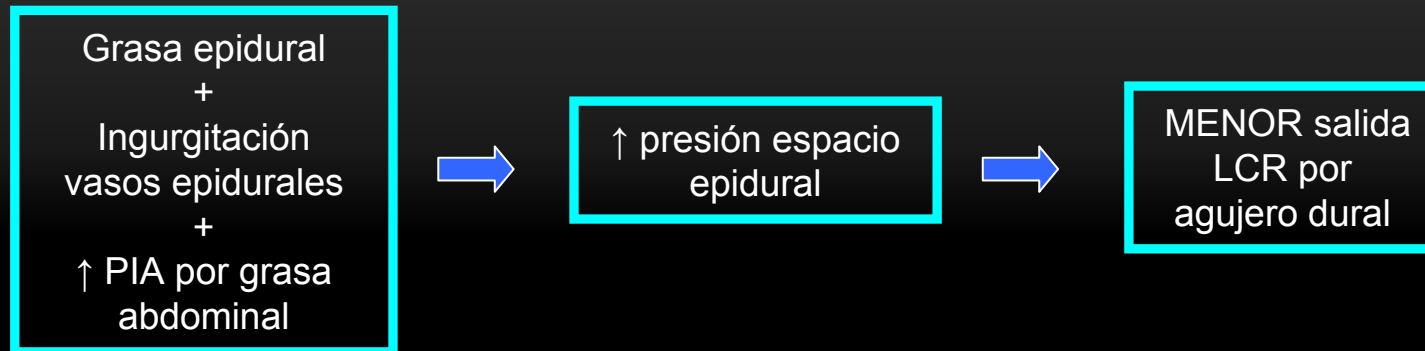 Grasa epidural
+
Ingurgitación
vasos epidurales
+
↑ PIA por grasa
abdominal
↑ presión espacio
epidural
MENOR salida
LCR por
agujero dural